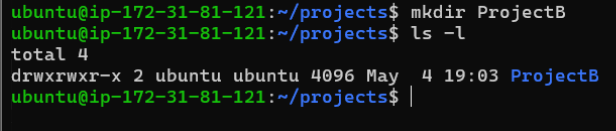 ubuntu@ip-172-31-81-121:~/projects$ mkdir ProjectB
ubuntu@ip-172-31-81-121:~/projects$ ls -l
total 4
drwxrwxr-x 2 ubuntu ubuntu 4096 May  4 19:03 ProjectB
ubuntu@ip-172-31-81-121:~/projects$